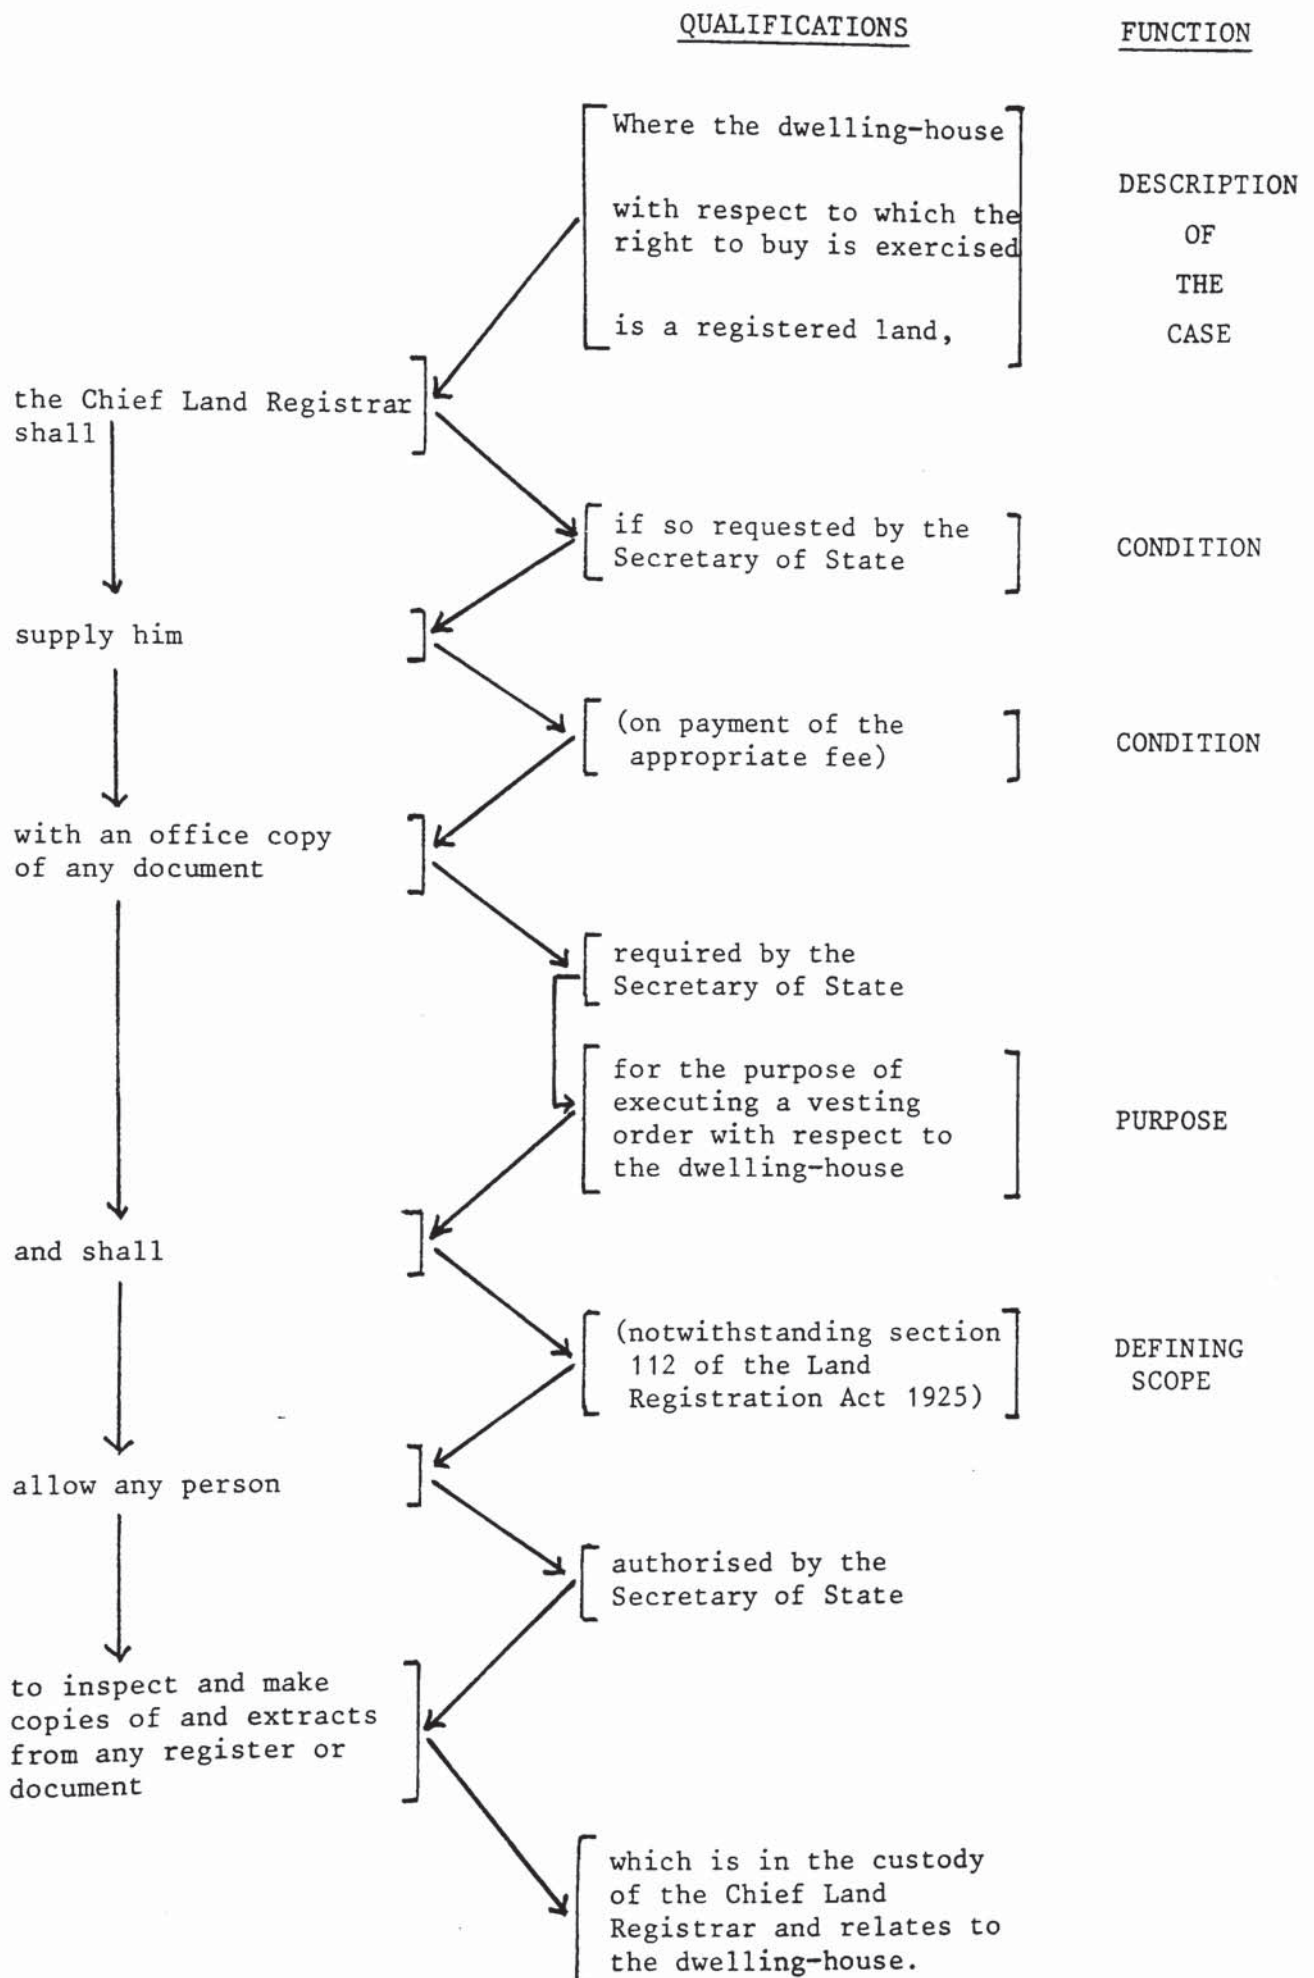 QUALIFICATIONS
FUNCTION
Where the dwelling-house
with respect to which the
right to buy is exercised
is a registered land,
DESCRIPTION
OF
THE
CASE
the Chief Land Registrar
shall
if so requested by the
Secretary of State
CONDITION
supply him
(on payment of the
appropriate fee)
CONDITION
with an office copy
of any document
required by the
Secretary of State
for the purpose of
executing a vesting
order with respect to
the dwelling-house
PURPOSE
and shall
(notwithstanding section
112 of the Land
Registration Act 1925)
DEFINING
SCOPE
allow any person
authorised by the
Secretary of State
to inspect and make
copies of and extracts
from any register or
document
which is in the custody
of the Chief Land
Registrar and relates to
the dwelling-house.